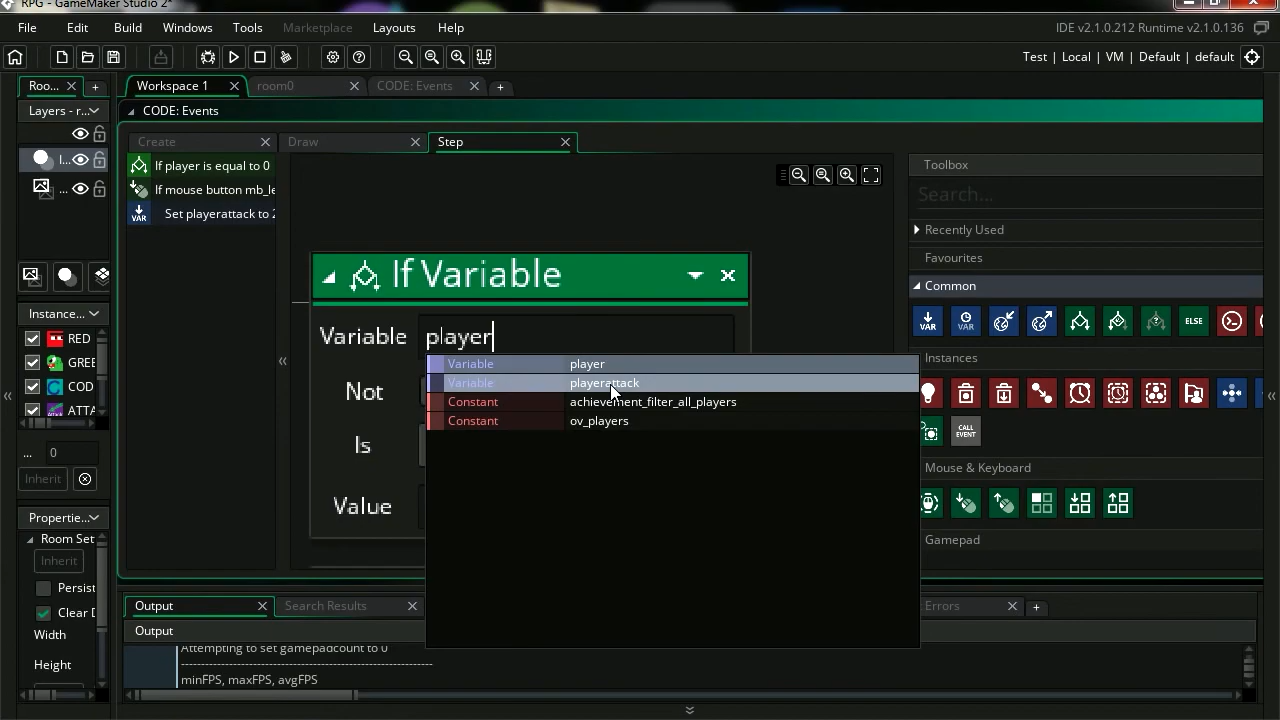 RPG - GameMaker Studio 2*
File Edit Build Windows Tools Marketplace Layouts Help
IDE v2.1.0.212 Runtime v2.1.0.136
Test | Local | VM | Default | default
Roo...
Workspace 1
room0
CODE: Events
Layers - r...
CODE: Events
Create
Draw
Step
I...
...
If player is equal to 0
If mouse button mb_le
VAR Set playerattack to 2
Toolbox
Search...
Recently Used
Favourites
Common
VAR VAR ELSE
Instances
CALL EVENT
Mouse & Keyboard
Gamepad
If Variable
Variable player
Not
Is
Value
Variable player
Variable playerattack
Constant achievement_filter_all_players
Constant ov_players
Instance...
RED
GREE
COD
ATTA
... 0
Inherit
Propertie...
Room Set
Inherit
Persist
Clear D
Width
Height
Output
Search Results
Errors
Output
Attempting to set gamepadcount to 0
minFPS, maxFPS, avgFPS